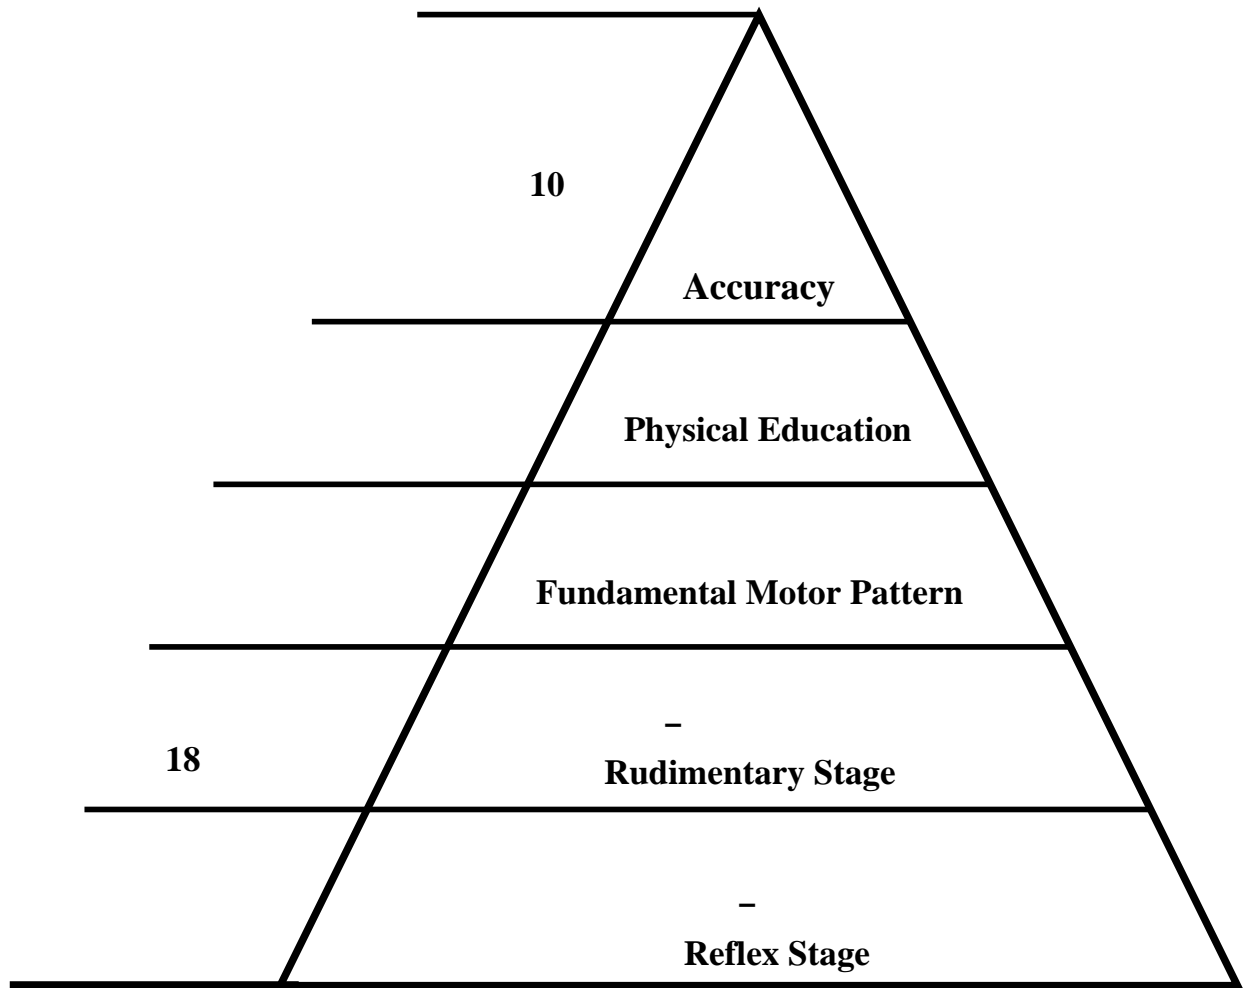 10
Accuracy
Physical Education
Fundamental Motor Pattern
–
18
Rudimentary Stage
–
Reflex Stage